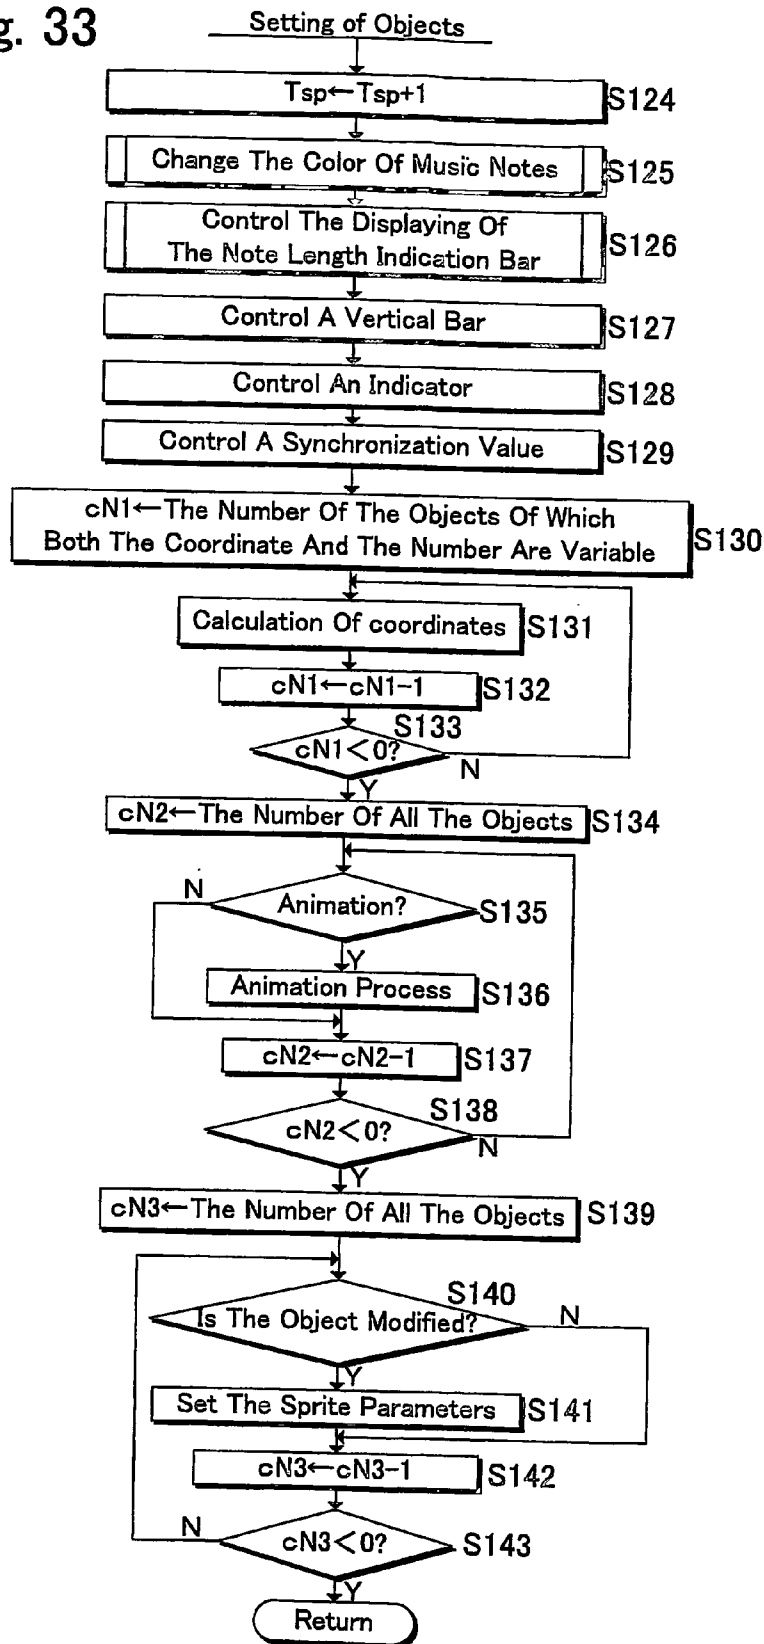 g. 33
Setting of Objects
Tsp←Tsp+1
S124
Change The Color Of Music Notes
S125
Control The Displaying Of
The Note Length Indication Bar
S126
Control A Vertical Bar
S127
Control An Indicator
S128
Control A Synchronization Value
S129
cN1←The Number Of The Objects Of Which
Both The Coordinate And The Number Are Variable
S130
Calculation Of coordinates
S131
cN1←cN1-1
S132
S133
cN1<0?
N
Y
cN2←The Number Of All The Objects
S134
N
Animation?
S135
Y
Animation Process
S136
cN2←cN2-1
S137
S138
cN2<0?
N
Y
cN3←The Number Of All The Objects
S139
S140
Is The Object Modified?
N
Y
Set The Sprite Parameters
S141
cN3←cN3-1
S142
N
cN3<0?
S143
Y
Return